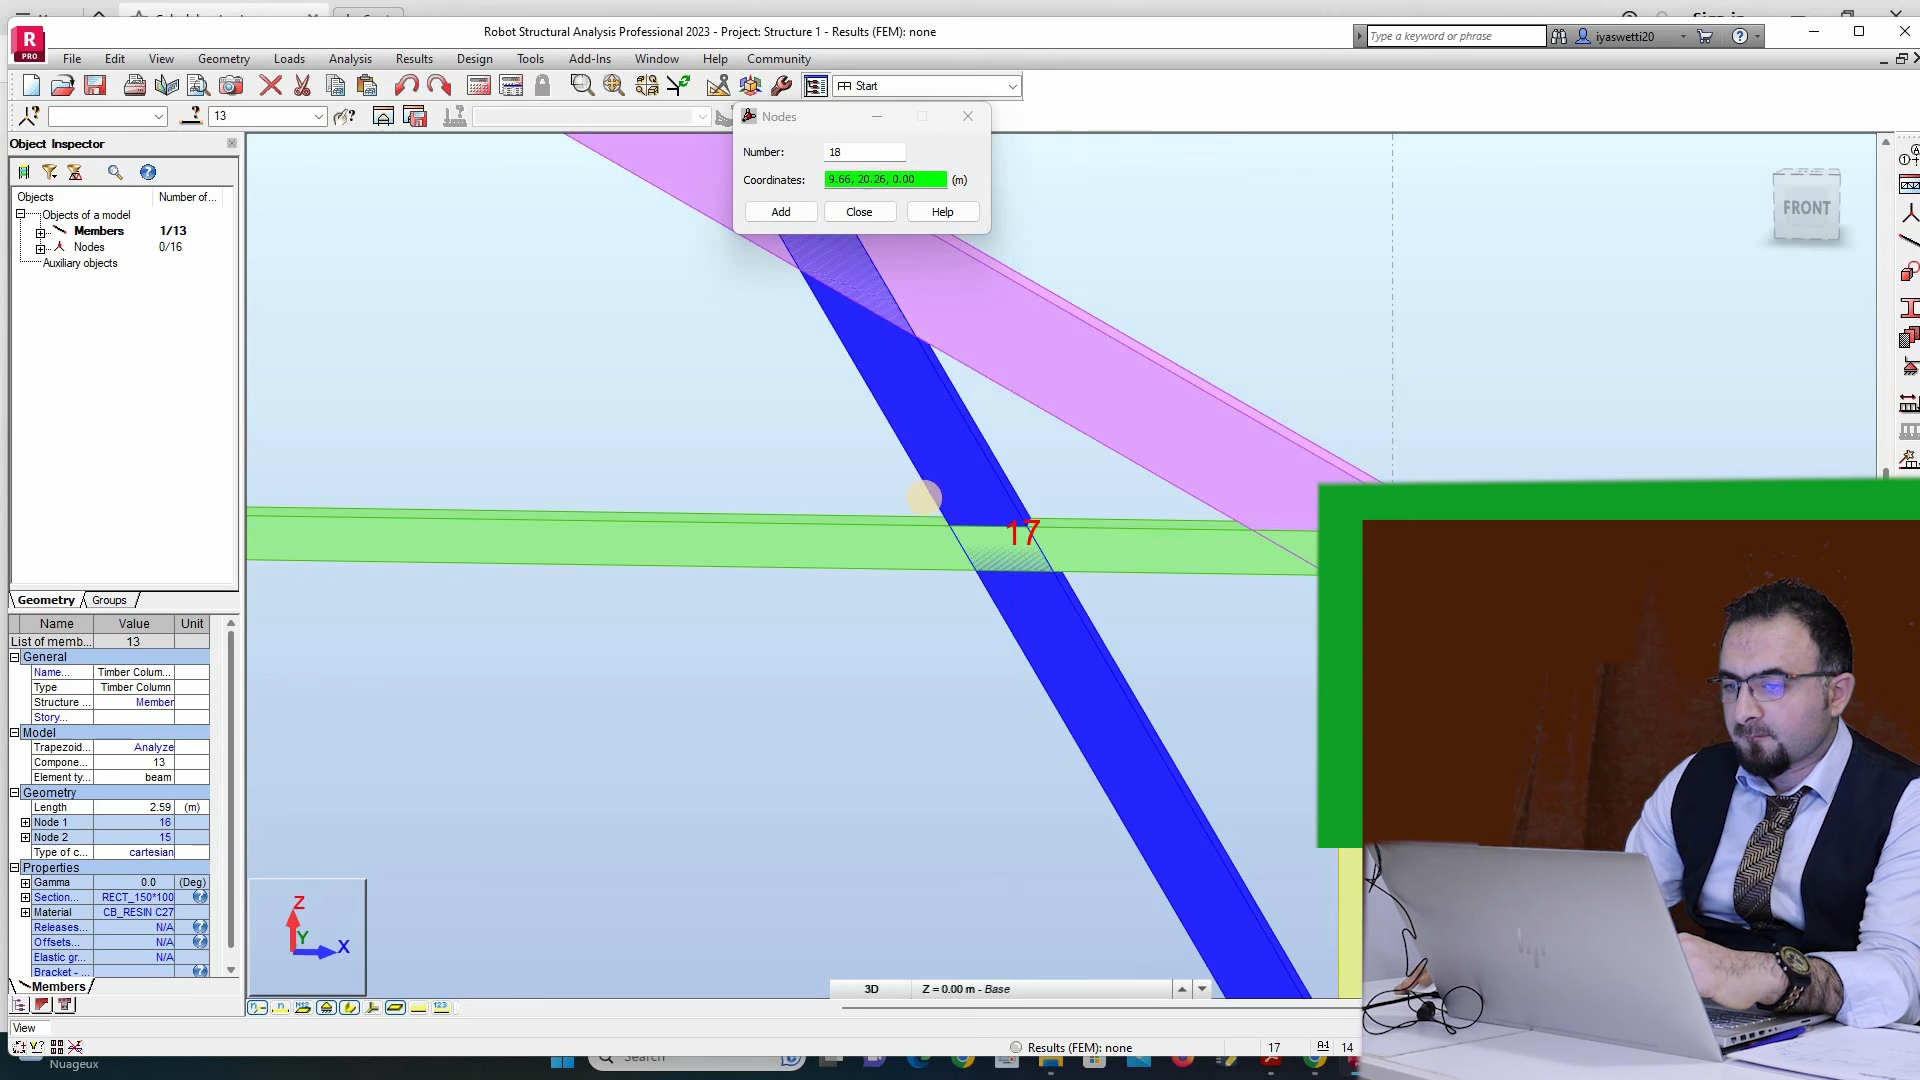 Robot Structural Analysis Professional 2023 - Project: Structure 1 - Results (FEM): none
Type a keyword or phrase
iyaswetti20
R
PRO
File Edit View Geometry Loads Analysis Results Design Tools Add-Ins Window Help Community
Start
13
Object Inspector
Objects Number of...
Objects of a model
Members 1/13
Nodes 0/16
Auxiliary objects
Geometry Groups
Name Value Unit
List of memb... 13
General
Name... Timber Colum...
Type Timber Column
Structure ... Member
Story...
Model
Trapezoid... Analyze
Compone... 13
Element ty... beam
Geometry
Length 2.59 (m)
Node 1 16
Node 2 15
Type of c... cartesian
Properties
Gamma 0.0 (Deg)
Section... RECT_150*100
Material CB_RESIN C27
Releases... N/A
Offsets... N/A
Elastic gr... N/A
Bracket - ...
Members
View
Nodes
Number: 18
Coordinates: 9.66, 20.26, 0.00 (m)
Add Close Help
FRONT
17
Z
Y
X
3D Z = 0.00 m - Base
Results (FEM): none 17 14
Search
Nuageux